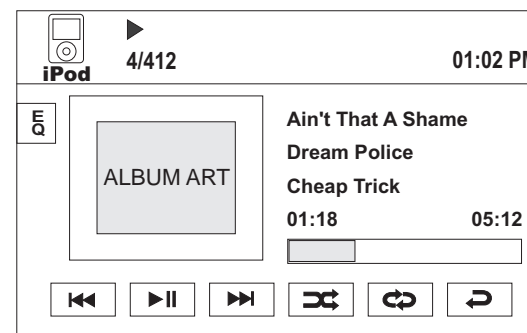 iPod
4/412
01:02 PM
EQ
ALBUM ART
Ain't That A Shame
Dream Police
Cheap Trick
01:18 05:12